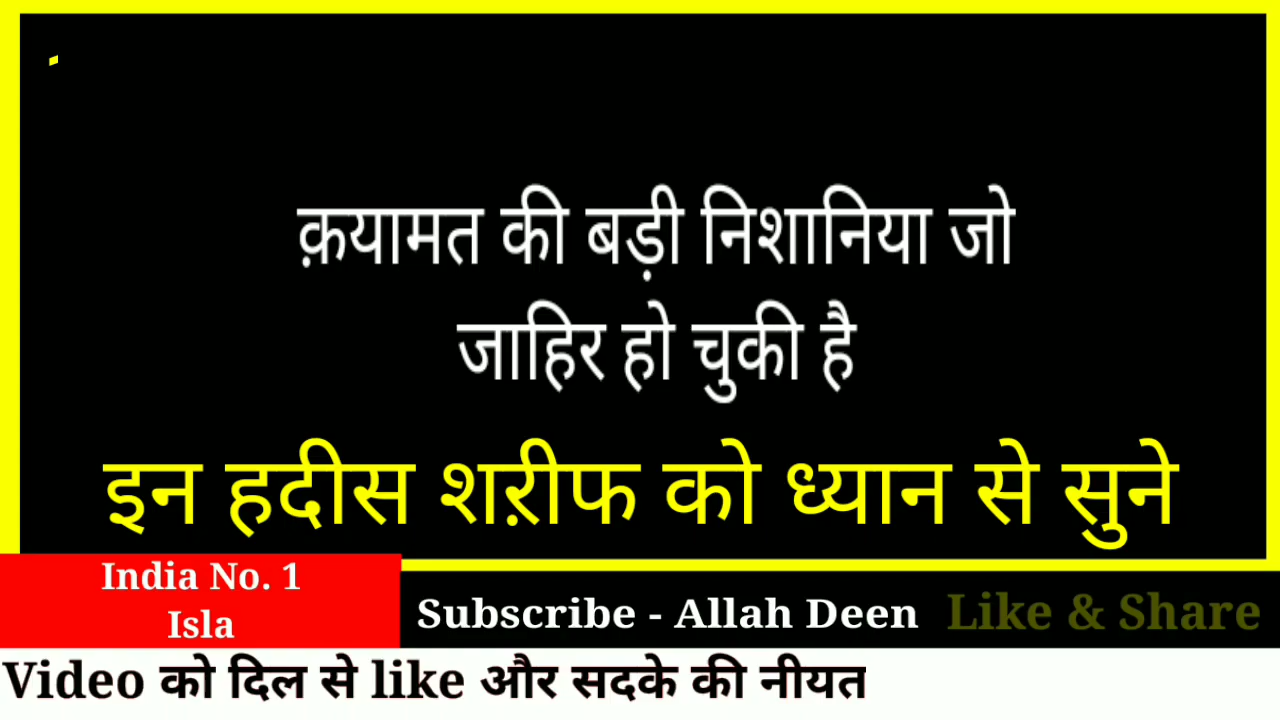 क़यामत की बड़ी निशानिया जो
जाहिर हो चुकी है
इन हदीस शऱीफ को ध्यान से सुने
India No. 1
Isla
Subscribe - Allah Deen
Like & Share
Video को दिल से like और सदके की नीयत